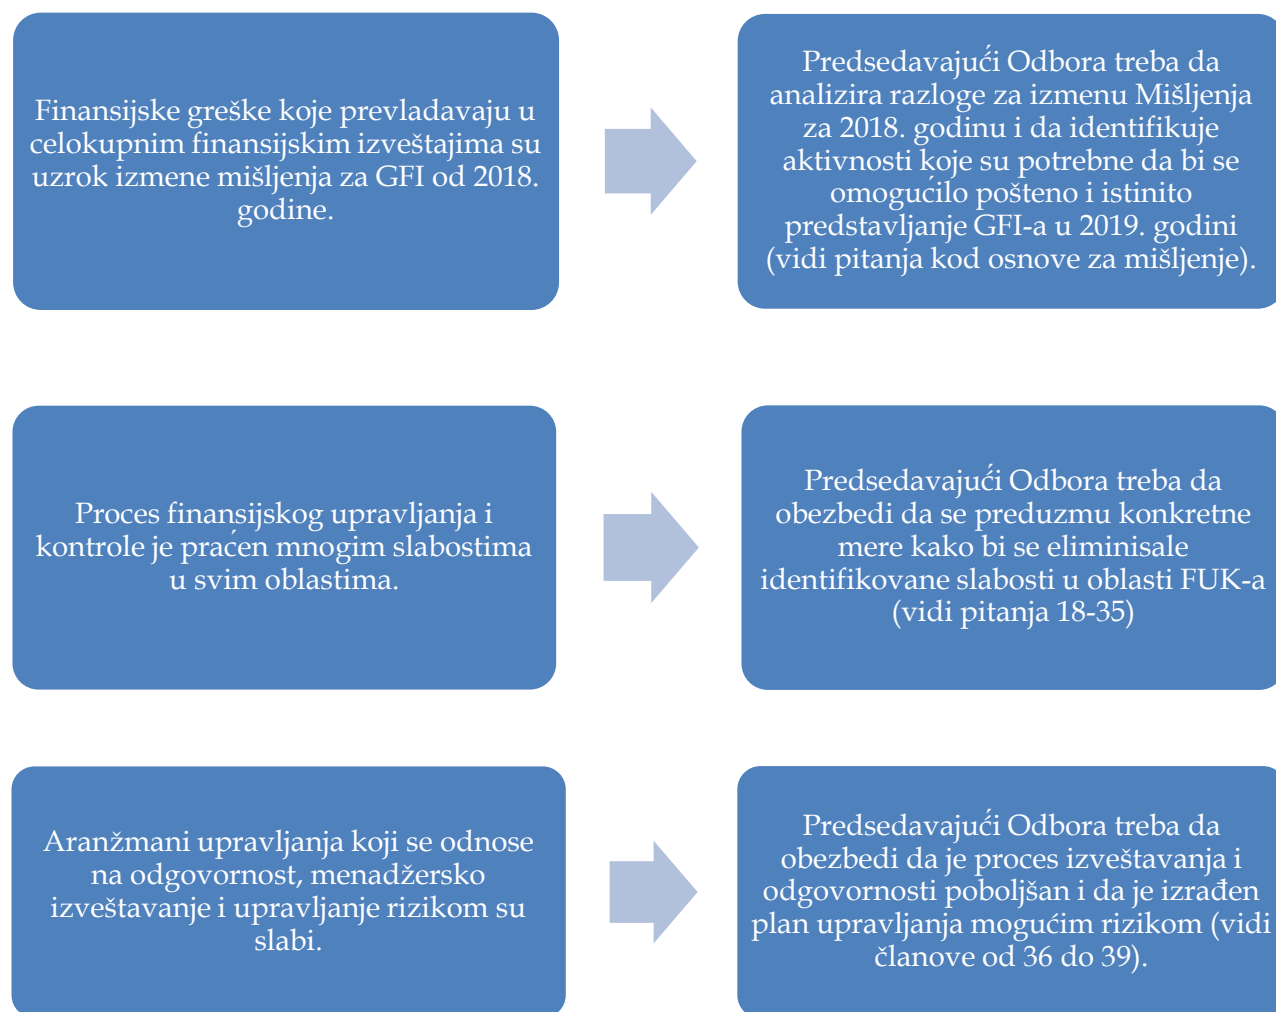 Finansijske greške koje prevladavaju u
celokupnim finansijskim izveštajima su
uzrok izmene mišljenja za GFI od 2018.
godine.
Predsedavajući Odbora treba da
analizira razloge za izmenu Mišljenja
za 2018. godinu i da identifikuje
aktivnosti koje su potrebne da bi se
omogućilo pošteno i istinito
predstavljanje GFI-a u 2019. godini
(vidi pitanja kod osnove za mišljenje).
Proces finansijskog upravljanja i
kontrole je praćen mnogim slabostima
u svim oblastima.
Predsedavajući Odbora treba da
obezbedi da se preduzmu konkretne
mere kako bi se eliminisale
identifikovane slabosti u oblasti FUK-a
(vidi pitanja 18-35)
Aranžmani upravljanja koji se odnose
na odgovornost, menadžersko
izveštavanje i upravljanje rizikom su
slabi.
Predsedavajući Odbora treba da
obezbedi da je proces izveštavanja i
odgovornosti poboljšan i da je izrađen
plan upravljanja mogućim rizikom (vidi
članove od 36 do 39).